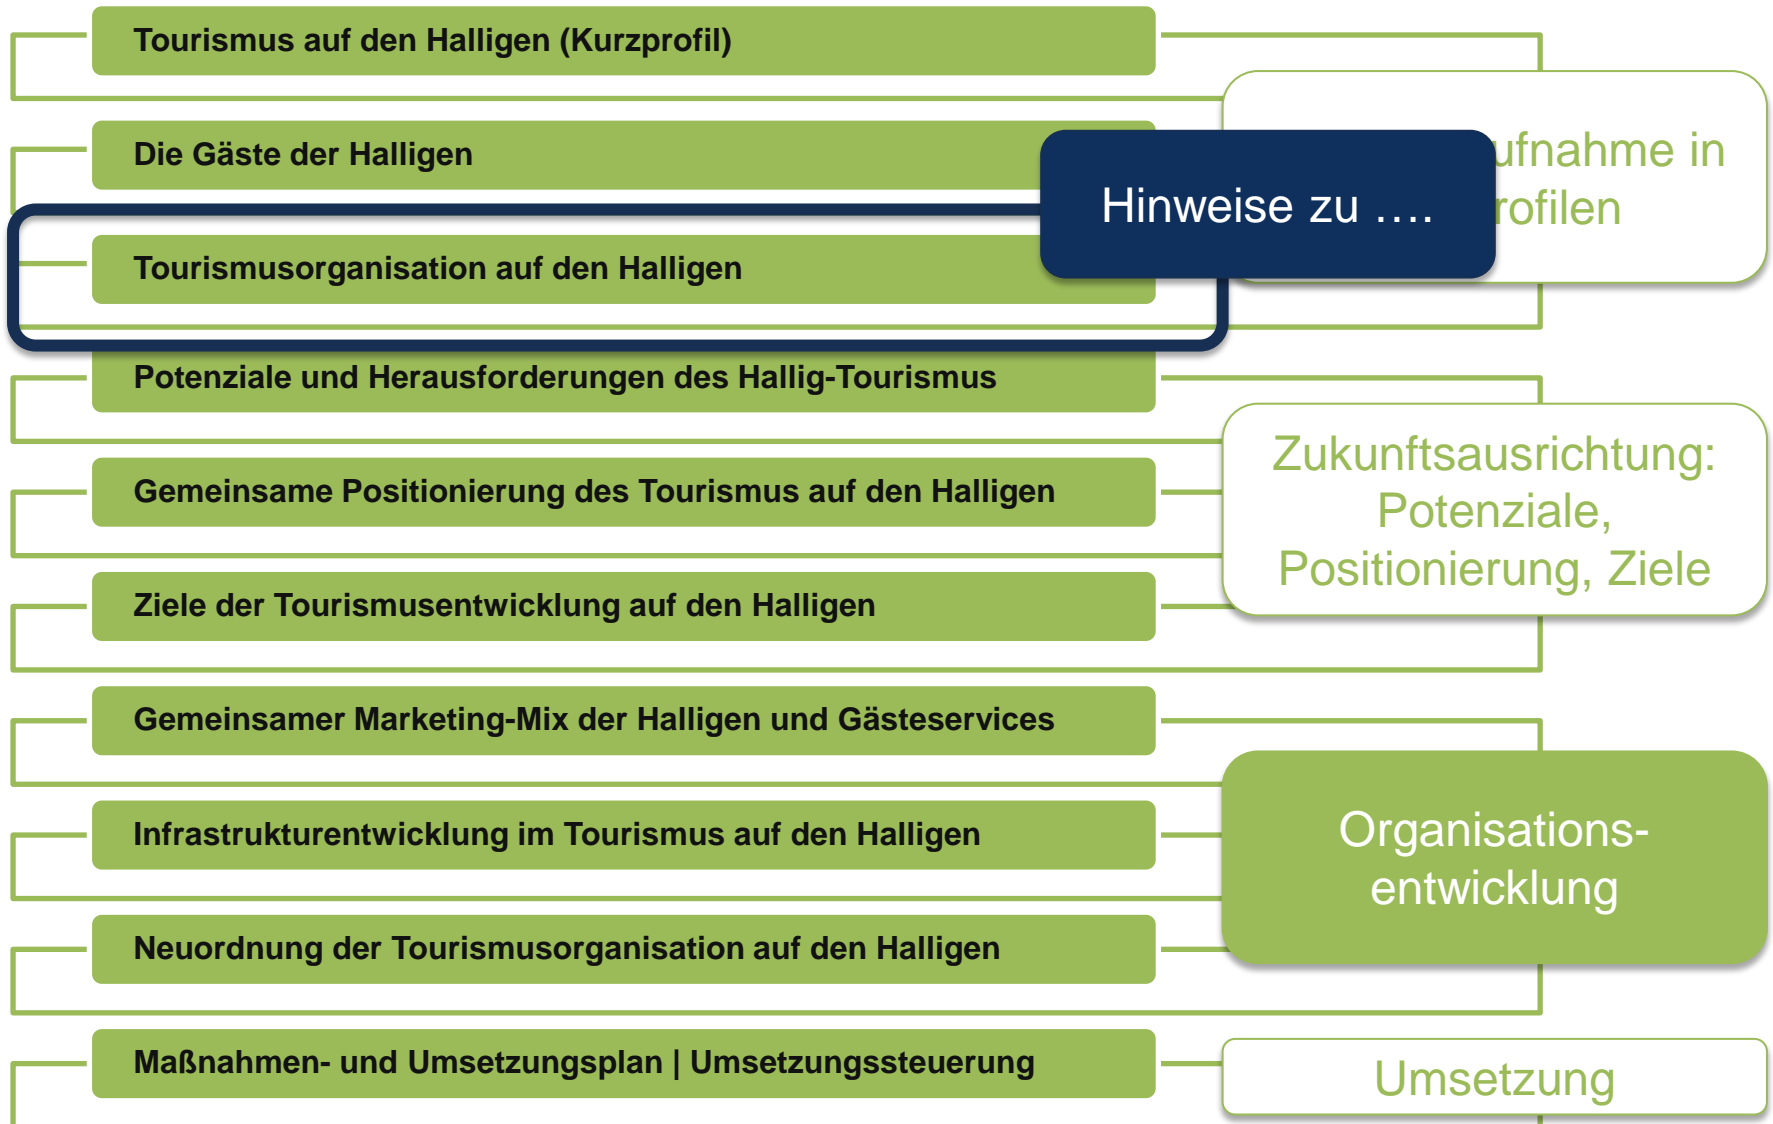 Tourismus auf den Halligen (Kurzprofil)
Die Gäste der Halligen
Tourismusorganisation auf den Halligen
Potenziale und Herausforderungen des Hallig-Tourismus
Gemeinsame Positionierung des Tourismus auf den Halligen
Ziele der Tourismusentwicklung auf den Halligen
Gemeinsamer Marketing-Mix der Halligen und Gästeservices
Infrastrukturentwicklung im Tourismus auf den Halligen
Neuordnung der Tourismusorganisation auf den Halligen
Maßnahmen- und Umsetzungsplan | Umsetzungssteuerung
Hinweise zu ….
ufnahme in
rofilen
Zukunftsausrichtung:
Potenziale,
Positionierung, Ziele
Organisations-
entwicklung
Umsetzung